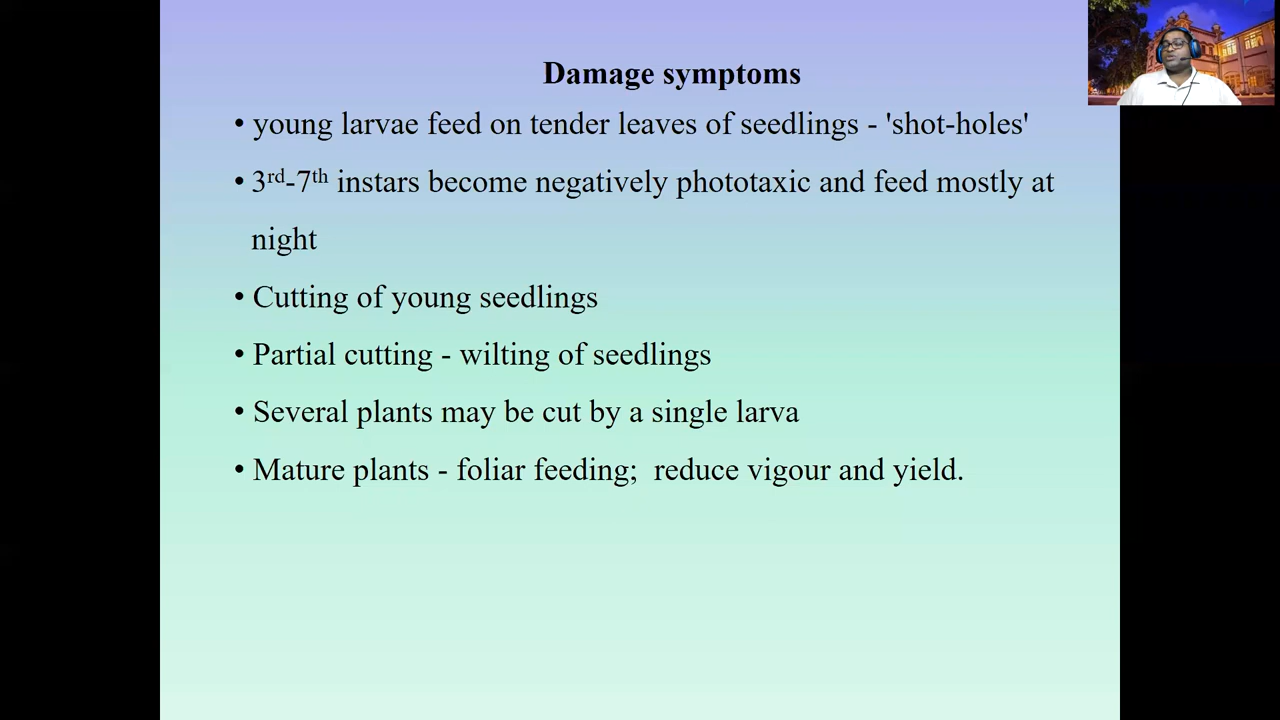 Damage symptoms
• young larvae feed on tender leaves of seedlings - 'shot-holes'
• 3rd-7th instars become negatively phototaxic and feed mostly at
night
• Cutting of young seedlings
• Partial cutting - wilting of seedlings
• Several plants may be cut by a single larva
• Mature plants - foliar feeding;  reduce vigour and yield.